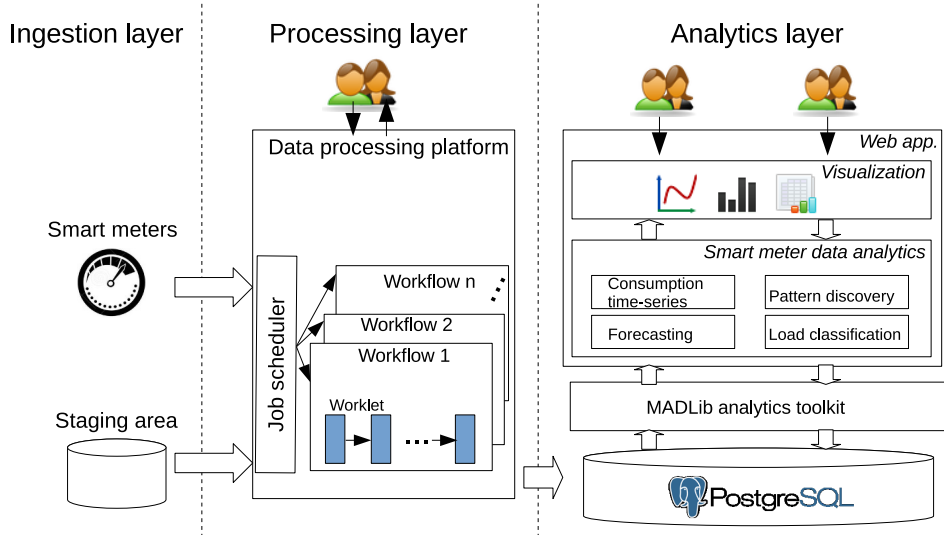 Ingestion layer
Processing layer
Analytics layer
Smart meters
Staging area
Data processing platform
Job scheduler
Workflow n
Workflow 2
Workflow 1
Worklet
Web app.
Visualization
Smart meter data analytics
Consumption
time-series
Pattern discovery
Forecasting
Load classification
MADLib analytics toolkit
PostgreSQL